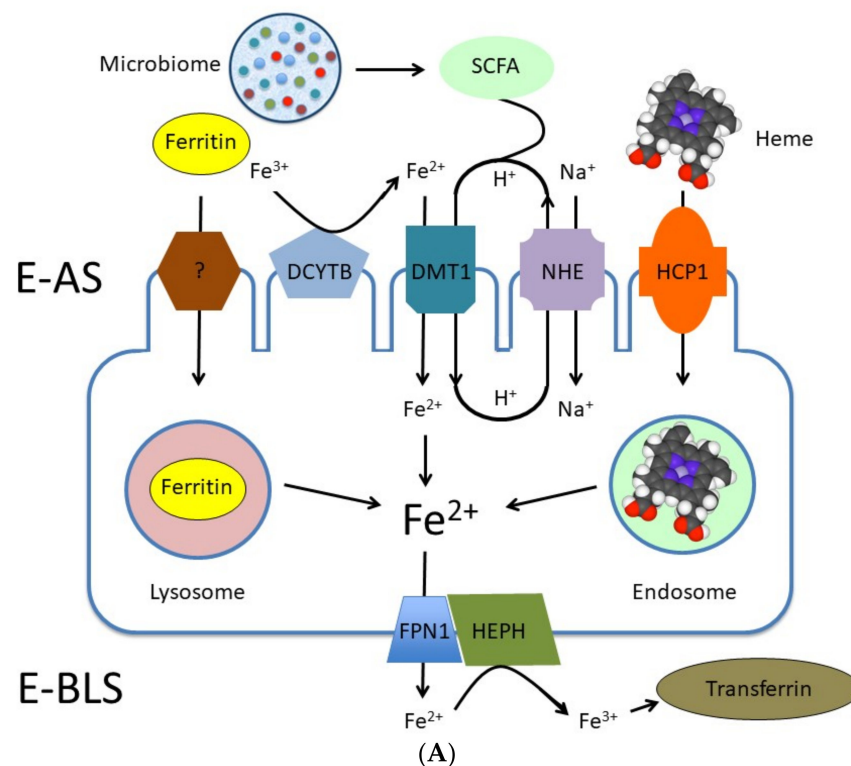 Microbiome
SCFA
Ferritin
Fe3+
Fe2+
H+
Na+
Heme
E-AS
?
DCYTB
DMT1
NHE
HCP1
Fe2+
H+
Na+
Ferritin
Fe2+
Lysosome
Endosome
FPN1
HEPH
E-BLS
Transferrin
Fe2+
Fe3+
(A)